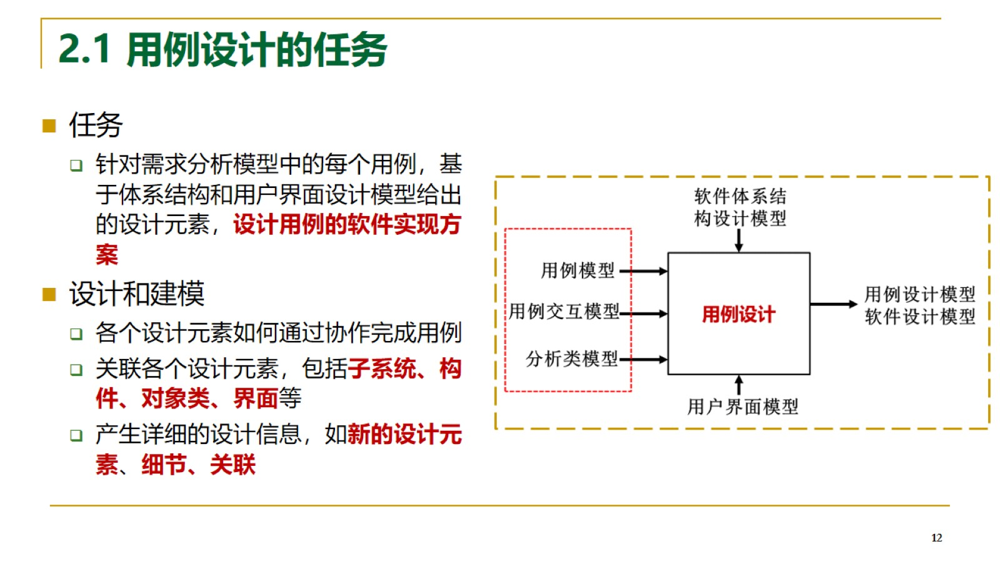 2.1 用例设计的任务
任务
针对需求分析模型中的每个用例，基
于体系结构和用户界面设计模型给出
的设计元素，设计用例的软件实现方
案
设计和建模
各个设计元素如何通过协作完成用例
关联各个设计元素，包括子系统、构
件、对象类、界面等
产生详细的设计信息，如新的设计元
素、细节、关联
软件体系结
构设计模型
用例模型
用例交互模型
分析类模型
用例设计
用户界面模型
用例设计模型
软件设计模型
12